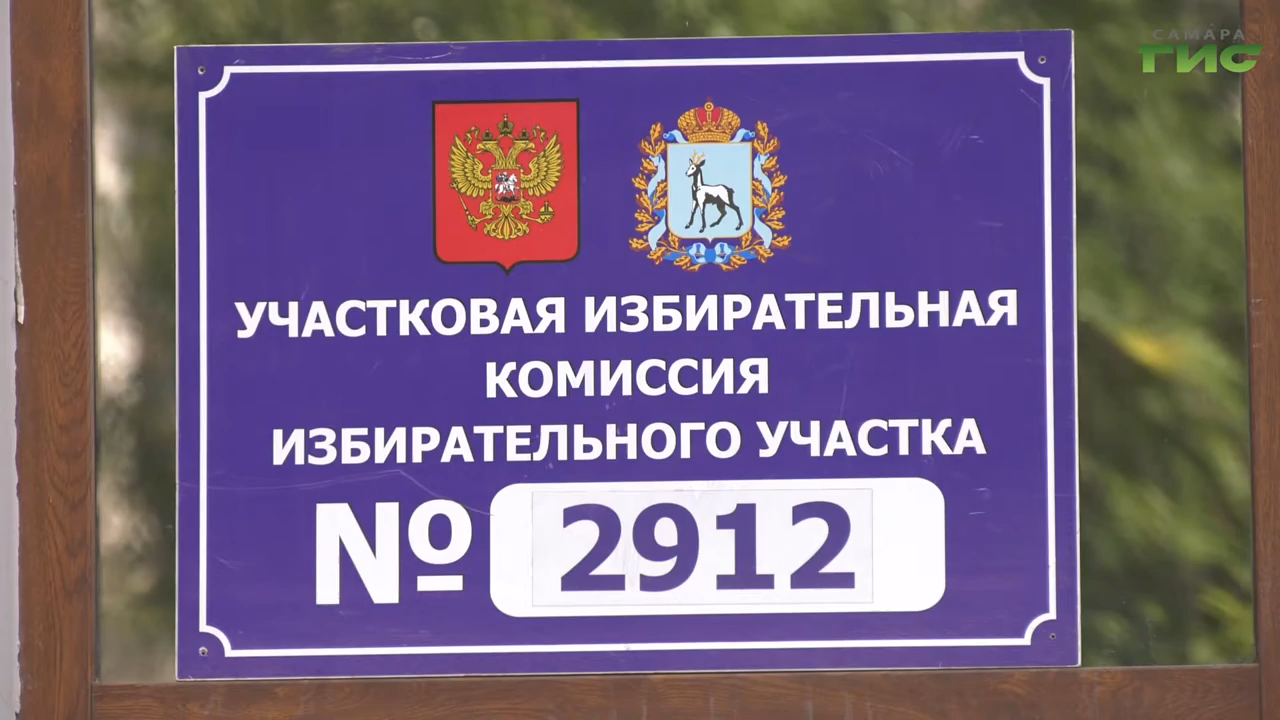 САМАРА
ГИС
УЧАСТКОВАЯ ИЗБИРАТЕЛЬНАЯ
КОМИССИЯ
ИЗБИРАТЕЛЬНОГО УЧАСТКА
№ 2912